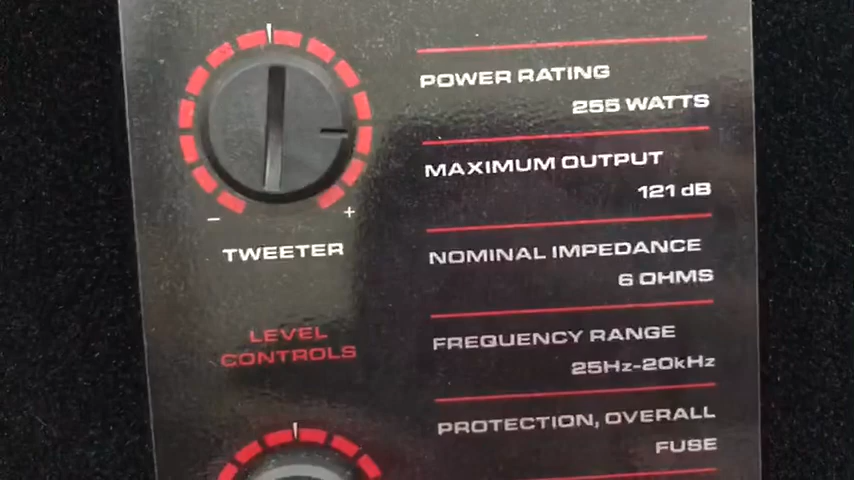 POWER RATING
255 WATTS
MAXIMUM OUTPUT
121 dB
NOMINAL IMPEDANCE
6 OHMS
FREQUENCY RANGE
25Hz-20kHz
PROTECTION, OVERALL
FUSE
- +
TWEETER
LEVEL
CONTROLS